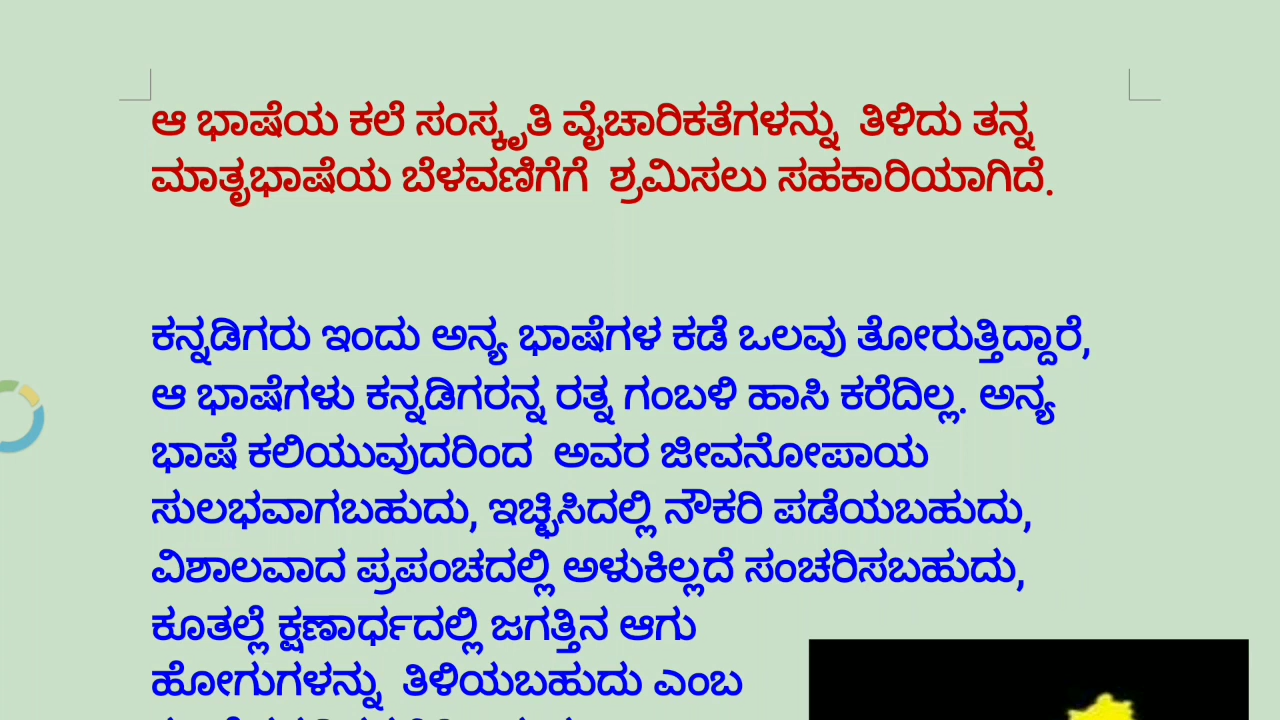 ಆ ಭಾಷೆಯ ಕಲೆ ಸಂಸ್ಕೃತಿ ವೈಚಾರಿಕತೆಗಳನ್ನು ತಿಳಿದು ತನ್ನ
ಮಾತೃಭಾಷೆಯ ಬೆಳವಣಿಗೆಗೆ ಶ್ರಮಿಸಲು ಸಹಕಾರಿಯಾಗಿದೆ.
ಕನ್ನಡಿಗರು ಇಂದು ಅನ್ಯ ಭಾಷೆಗಳ ಕಡೆ ಒಲವು ತೋರುತ್ತಿದ್ದಾರೆ,
ಆ ಭಾಷೆಗಳು ಕನ್ನಡಿಗರನ್ನ ರತ್ನ ಗಂಬಳಿ ಹಾಸಿ ಕರೆದಿಲ್ಲ. ಅನ್ಯ
ಭಾಷೆ ಕಲಿಯುವುದರಿಂದ ಅವರ ಜೀವನೋಪಾಯ
ಸುಲಭವಾಗಬಹುದು, ಇಚ್ಛಿಸಿದಲ್ಲಿ ನೌಕರಿ ಪಡೆಯಬಹುದು,
ವಿಶಾಲವಾದ ಪ್ರಪಂಚದಲ್ಲಿ ಅಳುಕಿಲ್ಲದೆ ಸಂಚರಿಸಬಹುದು,
ಕೂತಲ್ಲೆ ಕ್ಷಣಾರ್ಧದಲ್ಲಿ ಜಗತ್ತಿನ ಆಗು
ಹೋಗುಗಳನ್ನು ತಿಳಿಯಬಹುದು ಎಂಬ